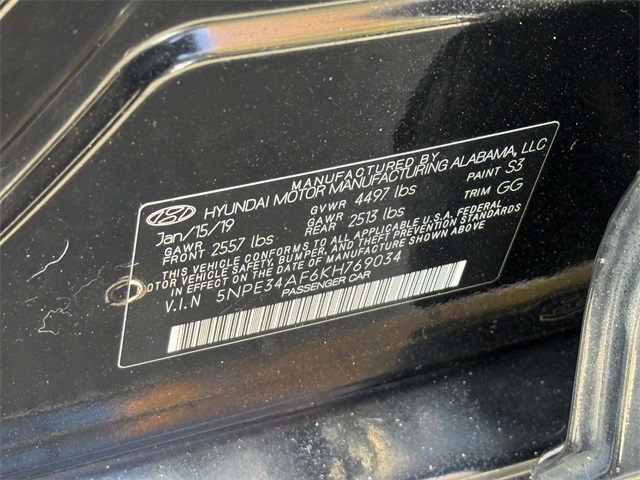 MANUFACTURED BY
HYUNDAI MOTOR MANUFACTURING ALABAMA, LLC
Jan/15/19 GVWR 4497 lbs PAINT S3
GAWR FRONT 2557 lbs GAWR REAR 2513 lbs TRIM GG
THIS VEHICLE CONFORMS TO ALL APPLICABLE U.S.A. FEDERAL
MOTOR VEHICLE SAFETY, BUMPER, AND THEFT PREVENTION STANDARDS
IN EFFECT ON THE DATE OF MANUFACTURE SHOWN ABOVE.
V.I.N 5NPE34AF6KH769034
PASSENGER CAR